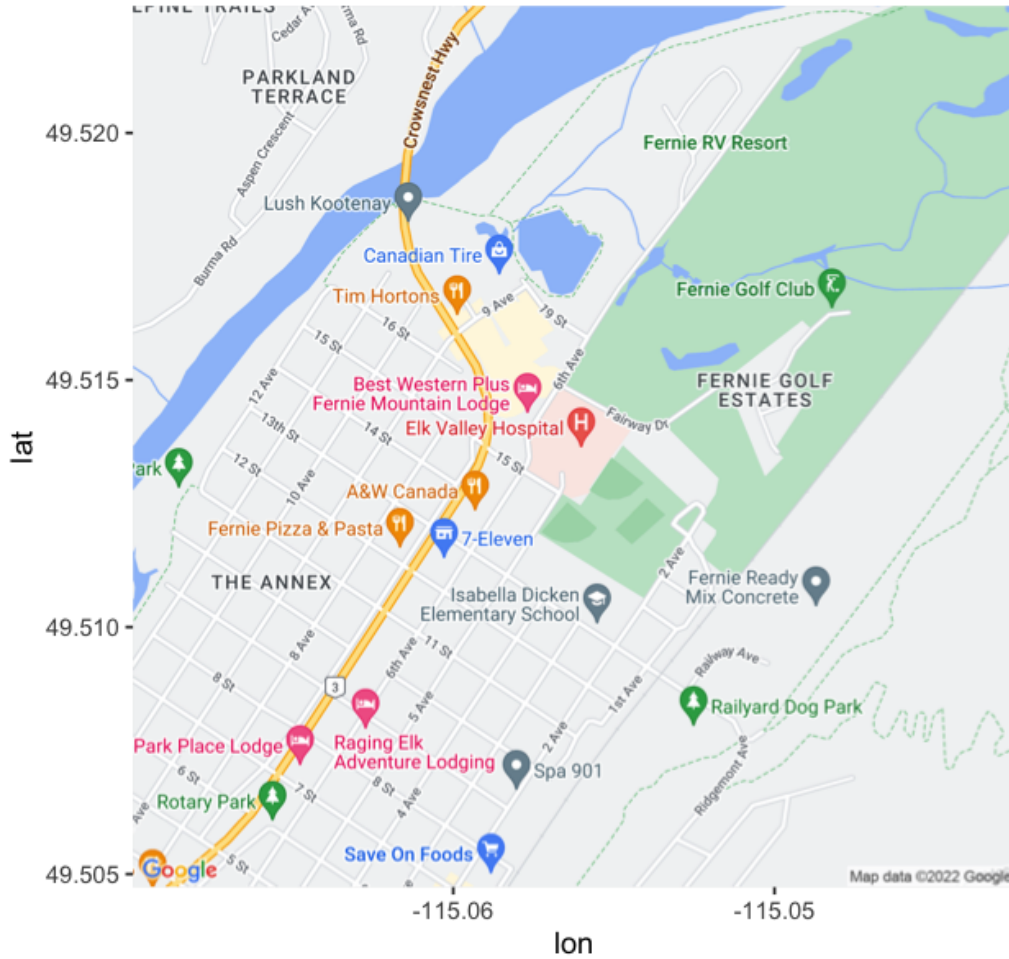 ALPINE TRAILS
Cedar A
Burma Rd
PARKLAND
TERRACE
Crowsnest Hwy
49.520
Aspen Crescent
Fernie RV Resort
Lush Kootenay
Burma Rd
Canadian Tire
Tim Hortons
Fernie Golf Club
9 Ave
19 St
16 St
15 St
6th Ave
49.515
12 Ave
Best Western Plus
Fernie Mountain Lodge
FERNIE GOLF
ESTATES
13th St
14 St
Elk Valley Hospital
H
Fairway Dr
12 St
15 St
Park
10 Ave
A&W Canada
Fernie Pizza & Pasta
7-Eleven
THE ANNEX
2 Ave
Isabella Dicken
Elementary School
Fernie Ready
Mix Concrete
lat
49.510
8 Ave
6th Ave
11 St
Railway Ave
8 St
3
5 Ave
1st Ave
Railyard Dog Park
Park Place Lodge
Raging Elk
Adventure Lodging
2 Ave
Spa 901
6 St
7 St
8 St
4 Ave
Ridgemont Ave
Rotary Park
Ave
5 St
Save On Foods
49.505
Google
Map data ©2022 Google
-115.06
-115.05
lon